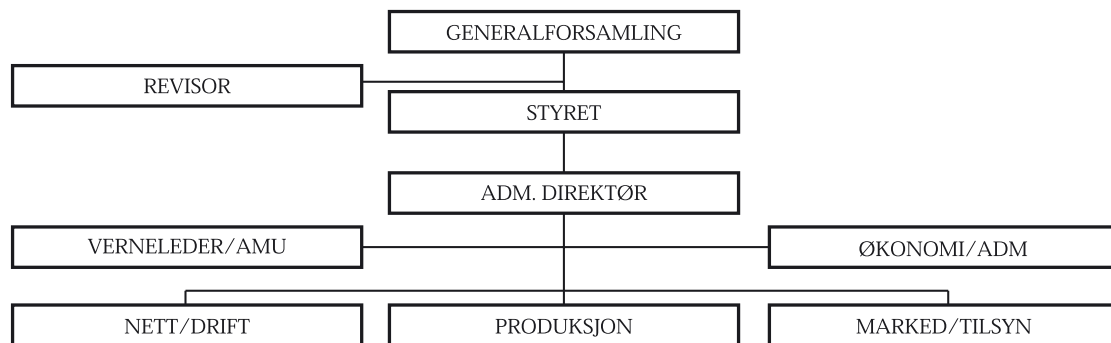 GENERALFORSAMLING
REVISOR
STYRET
ADM. DIREKTØR
VERNELEDER/AMU
ØKONOMI/ADM
NETT/DRIFT
PRODUKSJON
MARKED/TILSYN